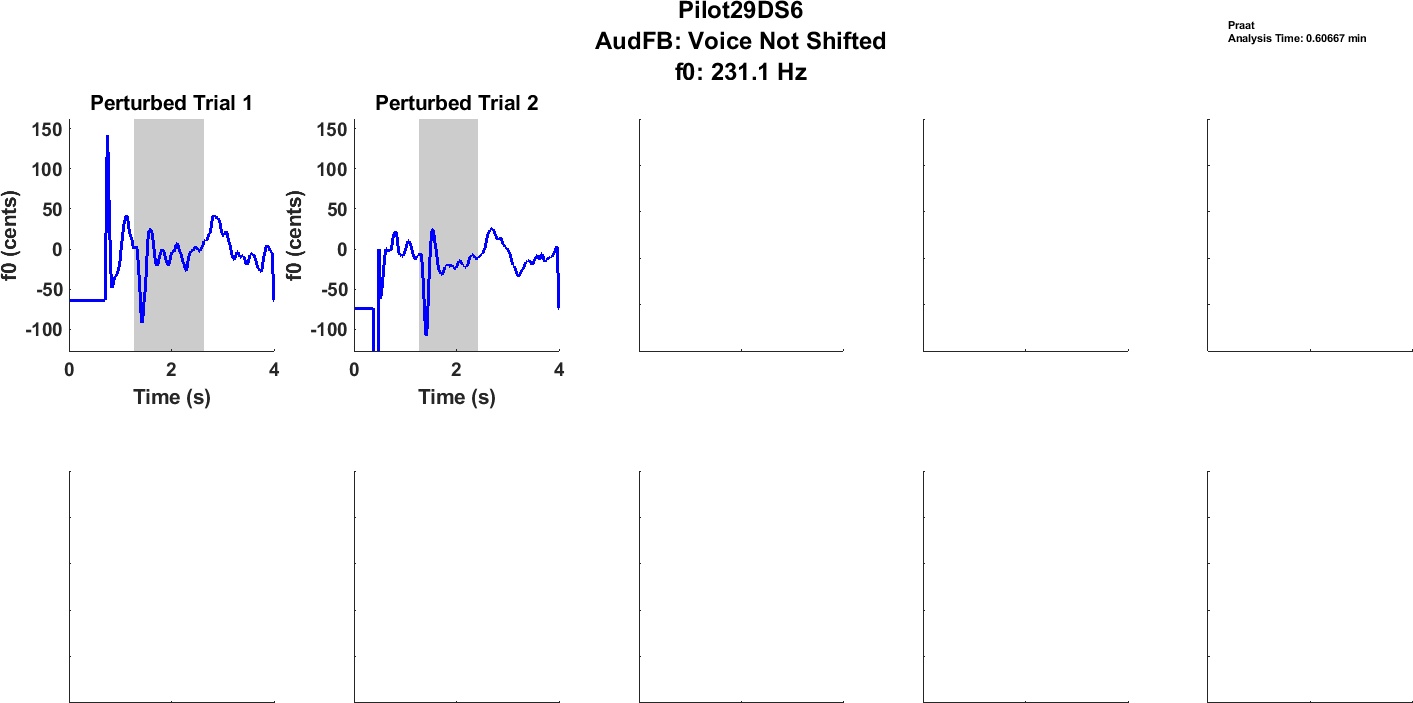 Pilot29DS6
AudFB: Voice Not Shifted
f0: 231.1 Hz
Praat
Analysis Time: 0.60667 min
Perturbed Trial 1
Perturbed Trial 2
150
100
50
0
-50
-100
f0 (cents)
0 2 4
Time (s)
150
100
50
0
-50
-100
f0 (cents)
0 2 4
Time (s)